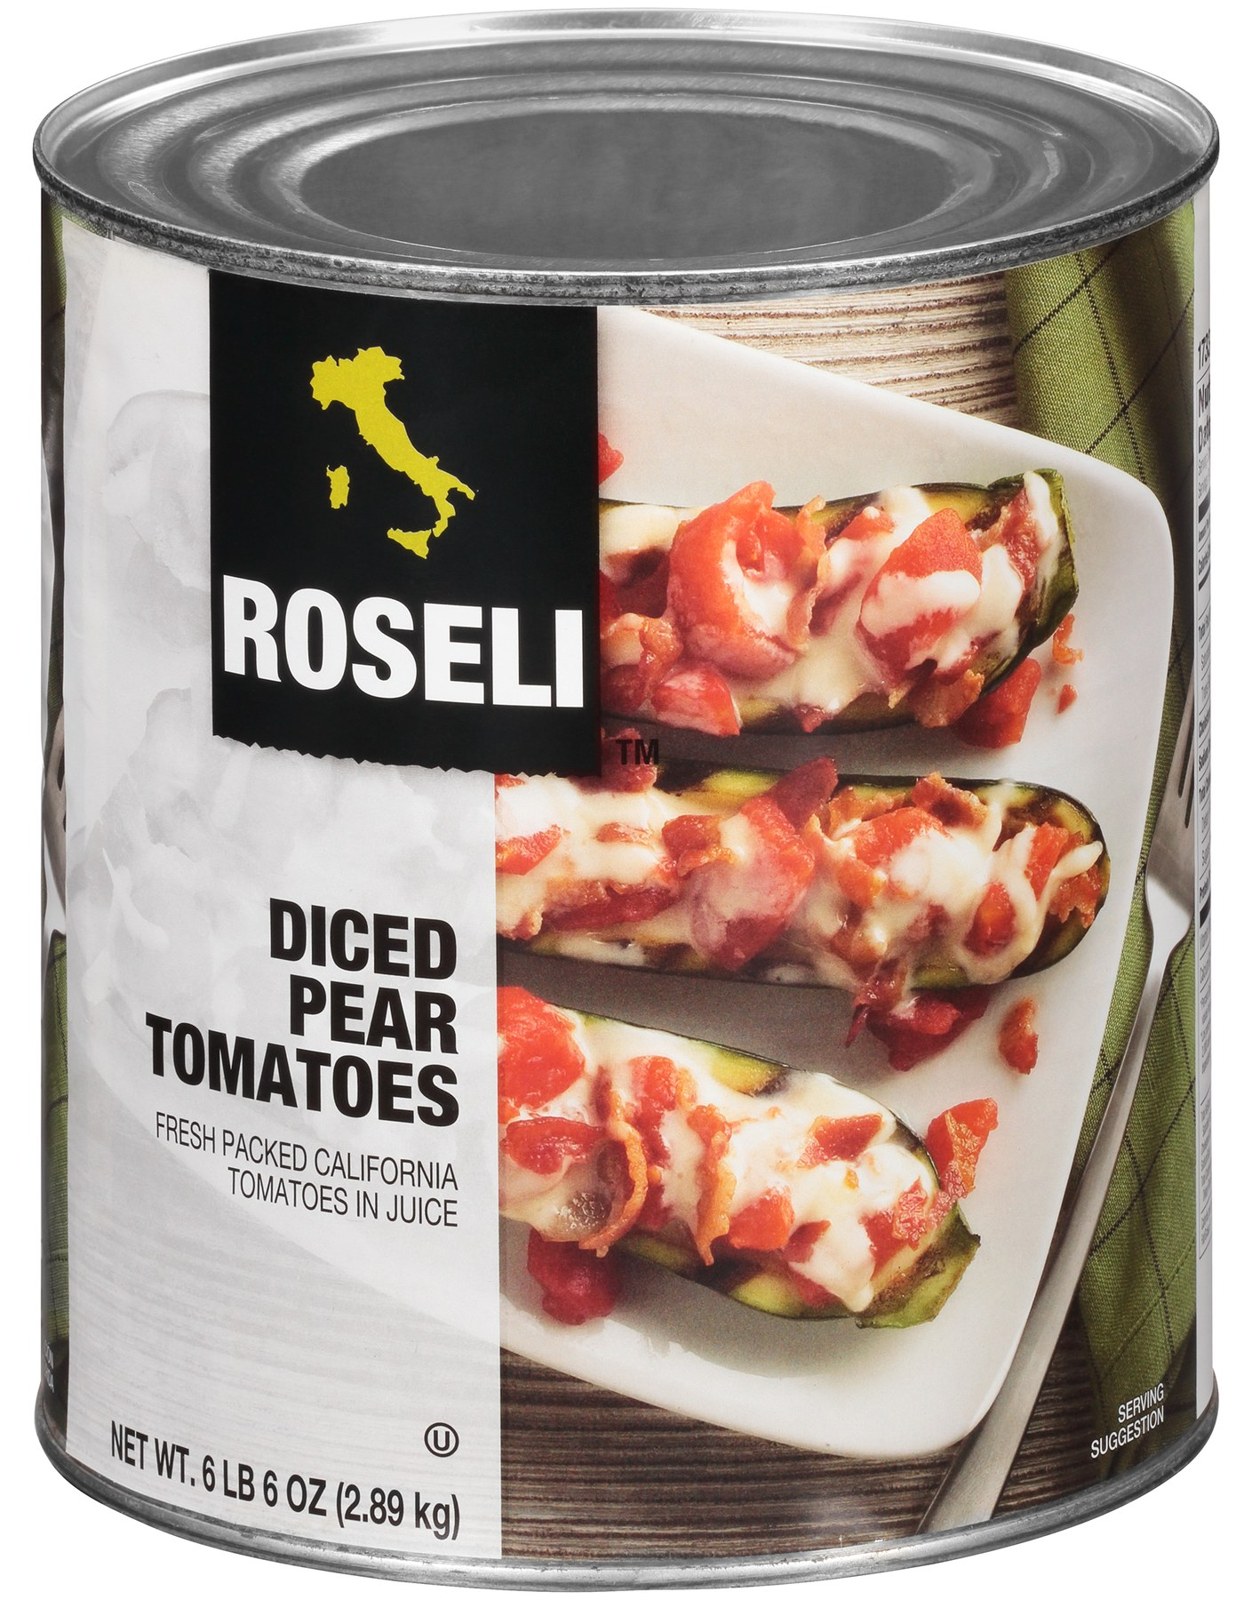 ROSELI
TM
DICED
PEAR
TOMATOES
FRESH PACKED CALIFORNIA
TOMATOES IN JUICE
U
NET WT. 6 LB 6 OZ (2.89 kg)
SERVING
SUGGESTION